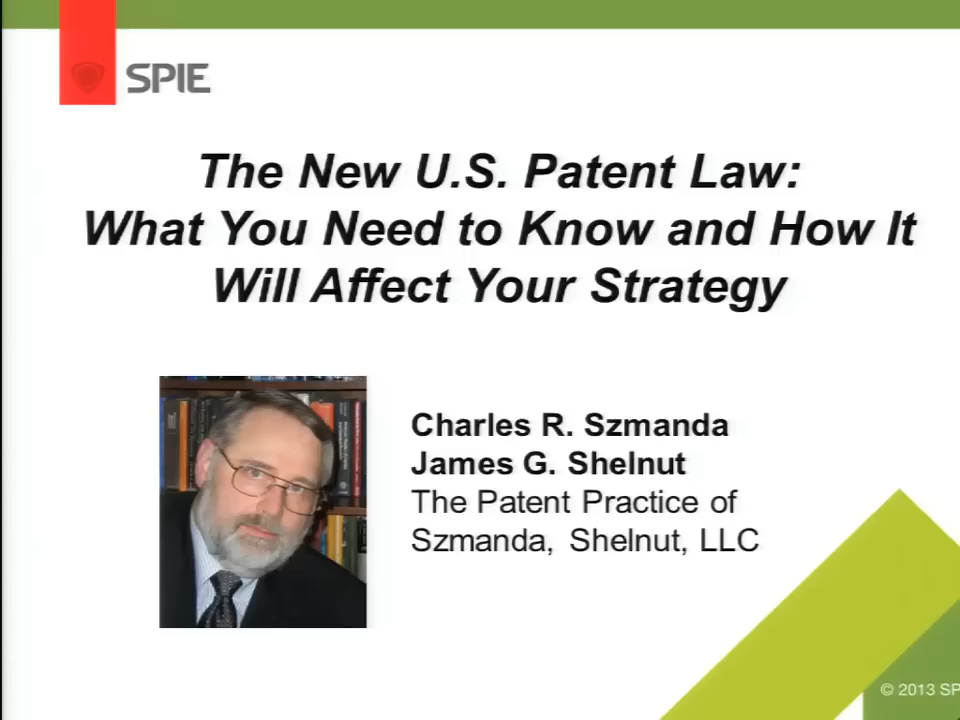 SPIE
The New U.S. Patent Law:
What You Need to Know and How It
Will Affect Your Strategy
Charles R. Szmanda
James G. Shelnut
The Patent Practice of
Szmanda, Shelnut, LLC
© 2013 SP